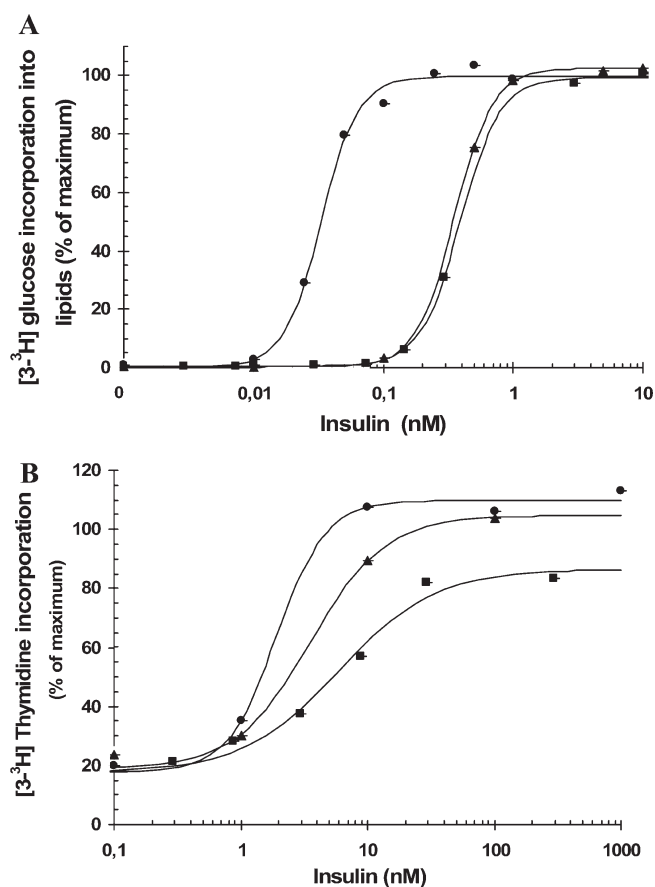 A
[3-³H] glucose incorporation into
lipids (% of maximum)
100
80
60
40
20
0
0 0,01 0,1 1 10
Insulin (nM)
B
[3-³H] Thymidine incorporation
(% of maximum)
120
100
80
60
40
20
0
0,1 1 10 100 1000
Insulin (nM)